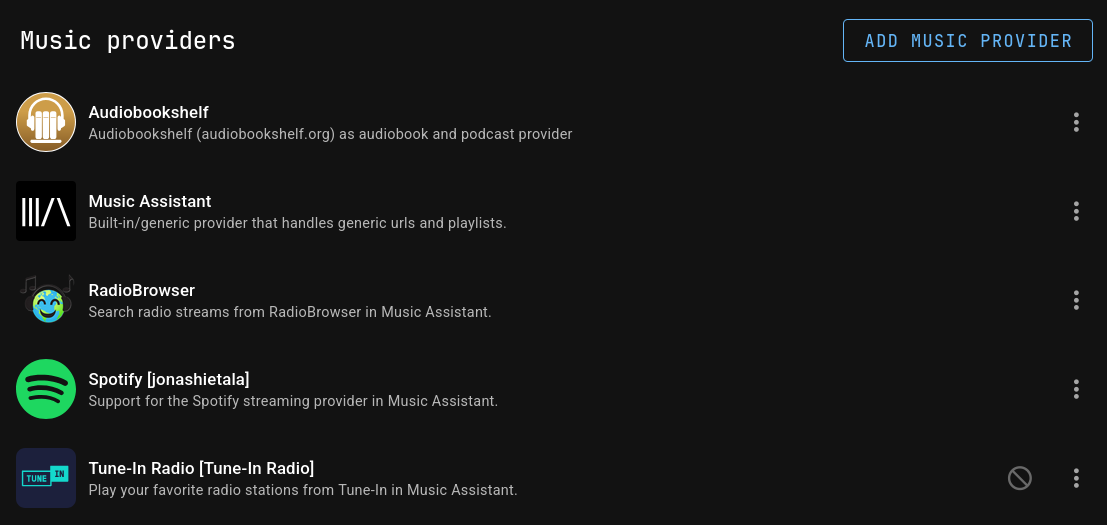 Music providers
ADD MUSIC PROVIDER
Audiobookshelf
Audiobookshelf (audiobookshelf.org) as audiobook and podcast provider
Music Assistant
Built-in/generic provider that handles generic urls and playlists.
RadioBrowser
Search radio streams from RadioBrowser in Music Assistant.
Spotify [jonashietala]
Support for the Spotify streaming provider in Music Assistant.
TUNE IN
Tune-In Radio [Tune-In Radio]
Play your favorite radio stations from Tune-In in Music Assistant.